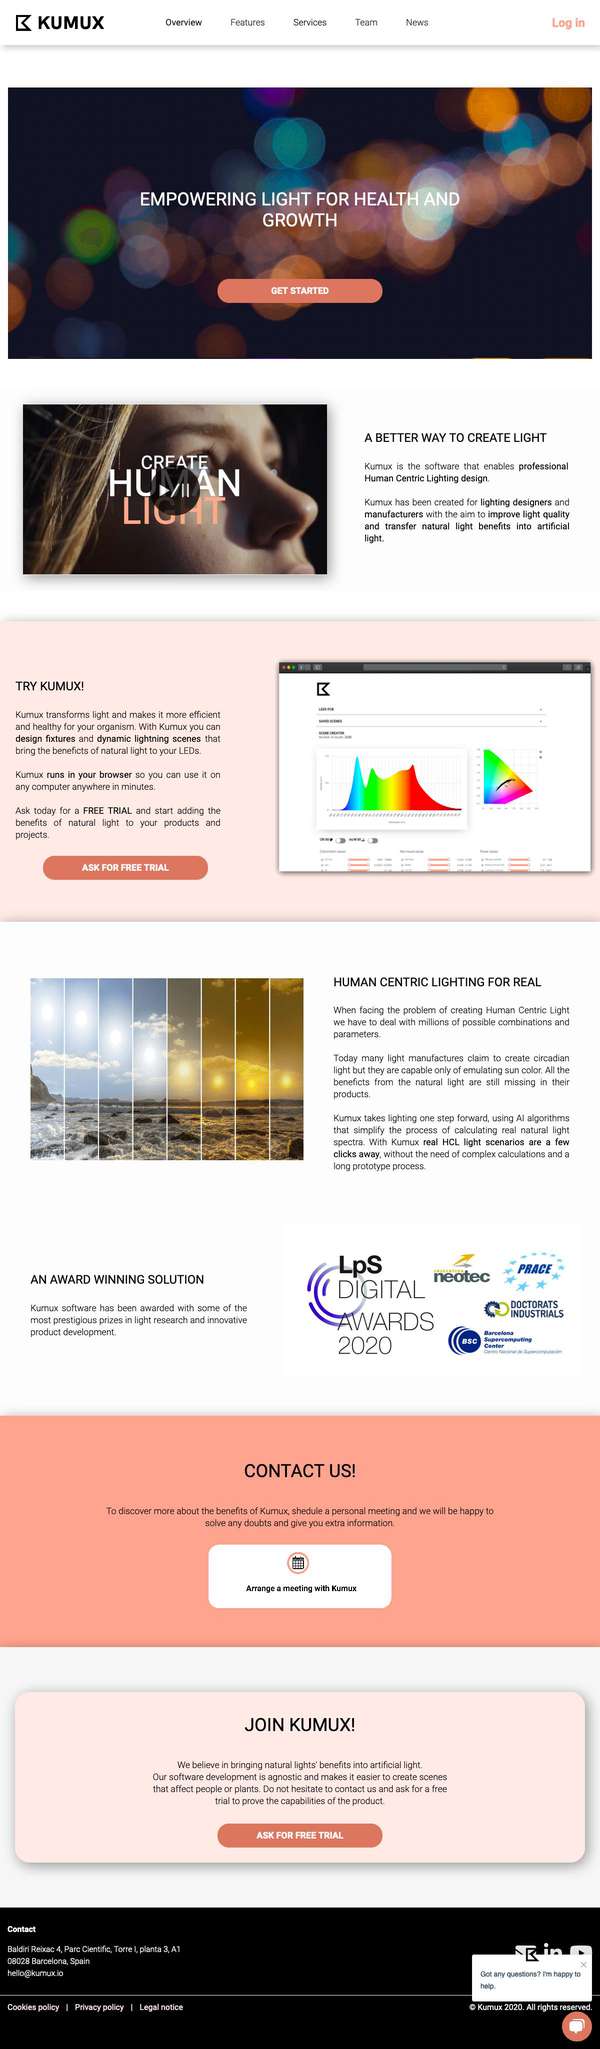 KUMUX
Overview
Features
Services
Team
News
Log in
EMPOWERING LIGHT FOR HEALTH AND
GROWTH
GET STARTED
CREATE
HUMAN
LIGHT
A BETTER WAY TO CREATE LIGHT
Kumux is the software that enables professional
Human Centric Lighting design.
Kumux has been created for lighting designers and
manufacturers with the aim to improve light quality
and transfer natural light benefits into artificial
light.
TRY KUMUX!
Kumux transforms light and makes it more efficient
and healthy for your organism. With Kumux you can
design fixtures and dynamic lightning scenes that
bring the beneficts of natural light to your LEDs.
Kumux runs in your browser so you can use it on
any computer anywhere in minutes.
Ask today for a FREE TRIAL and start adding the
benefits of natural light to your products and
projects.
ASK FOR FREE TRIAL
HUMAN CENTRIC LIGHTING FOR REAL
When facing the problem of creating Human Centric Light
we have to deal with millions of possible combinations and
parameters.
Today many light manufactures claim to create circadian
light but they are capable only of emulating sun color. All the
beneficts from the natural light are still missing in their
products.
Kumux takes lighting one step forward, using AI algorithms
that simplify the process of calculating real natural light
spectra. With Kumux real HCL light scenarios are a few
clicks away, without the need of complex calculations and a
long prototype process.
AN AWARD WINNING SOLUTION
Kumux software has been awarded with some of the
most prestigious prizes in light research and innovative
product development.
LpS
DIGITAL
AWARDS
2020
neotec
PRACE
DOCTORATS
INDUSTRIALS
BSC
Barcelona
Supercomputing
Center
Centro Nacional de Supercomputación
CONTACT US!
To discover more about the benefits of Kumux, shedule a personal meeting and we will be happy to
solve any doubts and give you extra information.
Arrange a meeting with Kumux
JOIN KUMUX!
We believe in bringing natural lights' benefits into artificial light.
Our software development is agnostic and makes it easier to create scenes
that affect people or plants. Do not hesitate to contact us and ask for a free
trial to prove the capabilities of the product.
ASK FOR FREE TRIAL
Contact
Baldiri Reixac 4, Parc Cientific, Torre I, planta 3, A1
08028 Barcelona, Spain
hello@kumux.io
Got any questions? I'm happy to
help.
Cookies policy | Privacy policy | Legal notice
© Kumux 2020. All rights reserved.